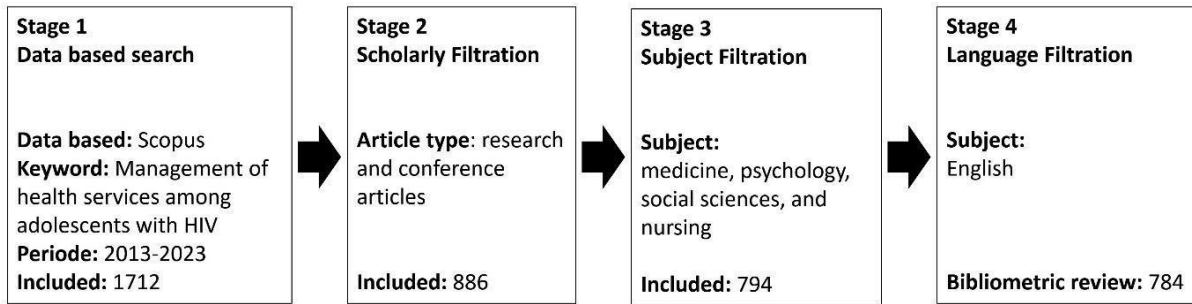 Stage 1
Data based search
Data based: Scopus
Keyword: Management of
health services among
adolescents with HIV
Periode: 2013-2023
Included: 1712
Stage 2
Scholarly Filtration
Article type: research
and conference
articles
Included: 886
Stage 3
Subject Filtration
Subject:
medicine, psychology,
social sciences, and
nursing
Included: 794
Stage 4
Language Filtration
Subject:
English
Bibliometric review: 784